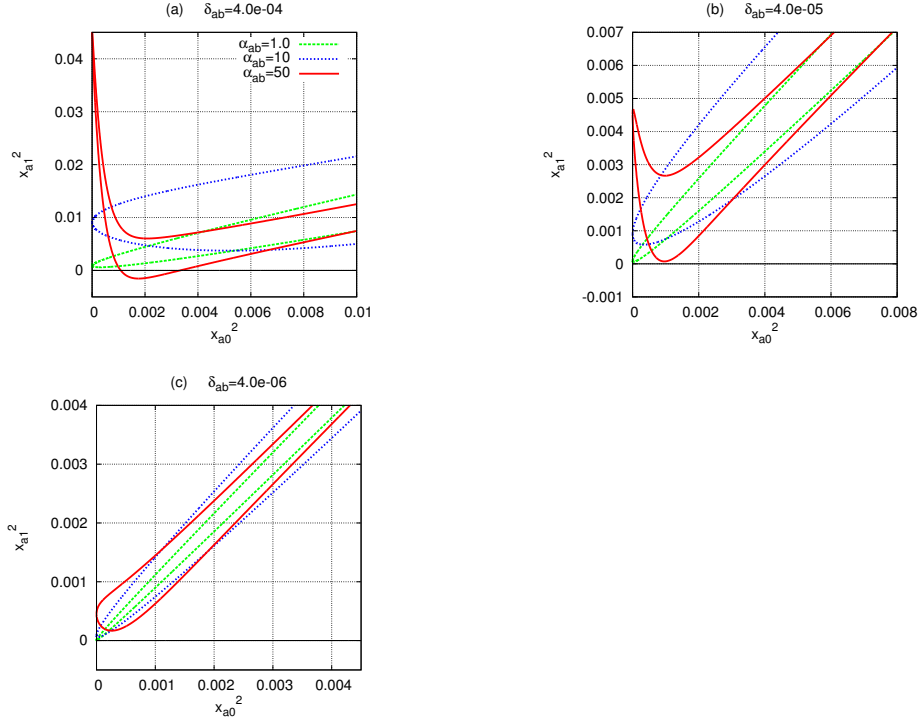 (a) δab=4.0e-04
αab=1.0
αab=10
αab=50
0.04
0.03
0.02
0.01
0
xa1²
0 0.002 0.004 0.006 0.008 0.01
xa0²
(b) δab=4.0e-05
0.007
0.006
0.005
0.004
0.003
0.002
0.001
0
-0.001
xa1²
0 0.002 0.004 0.006 0.008
xa0²
(c) δab=4.0e-06
0.004
0.003
0.002
0.001
0
xa1²
0 0.001 0.002 0.003 0.004
xa0²